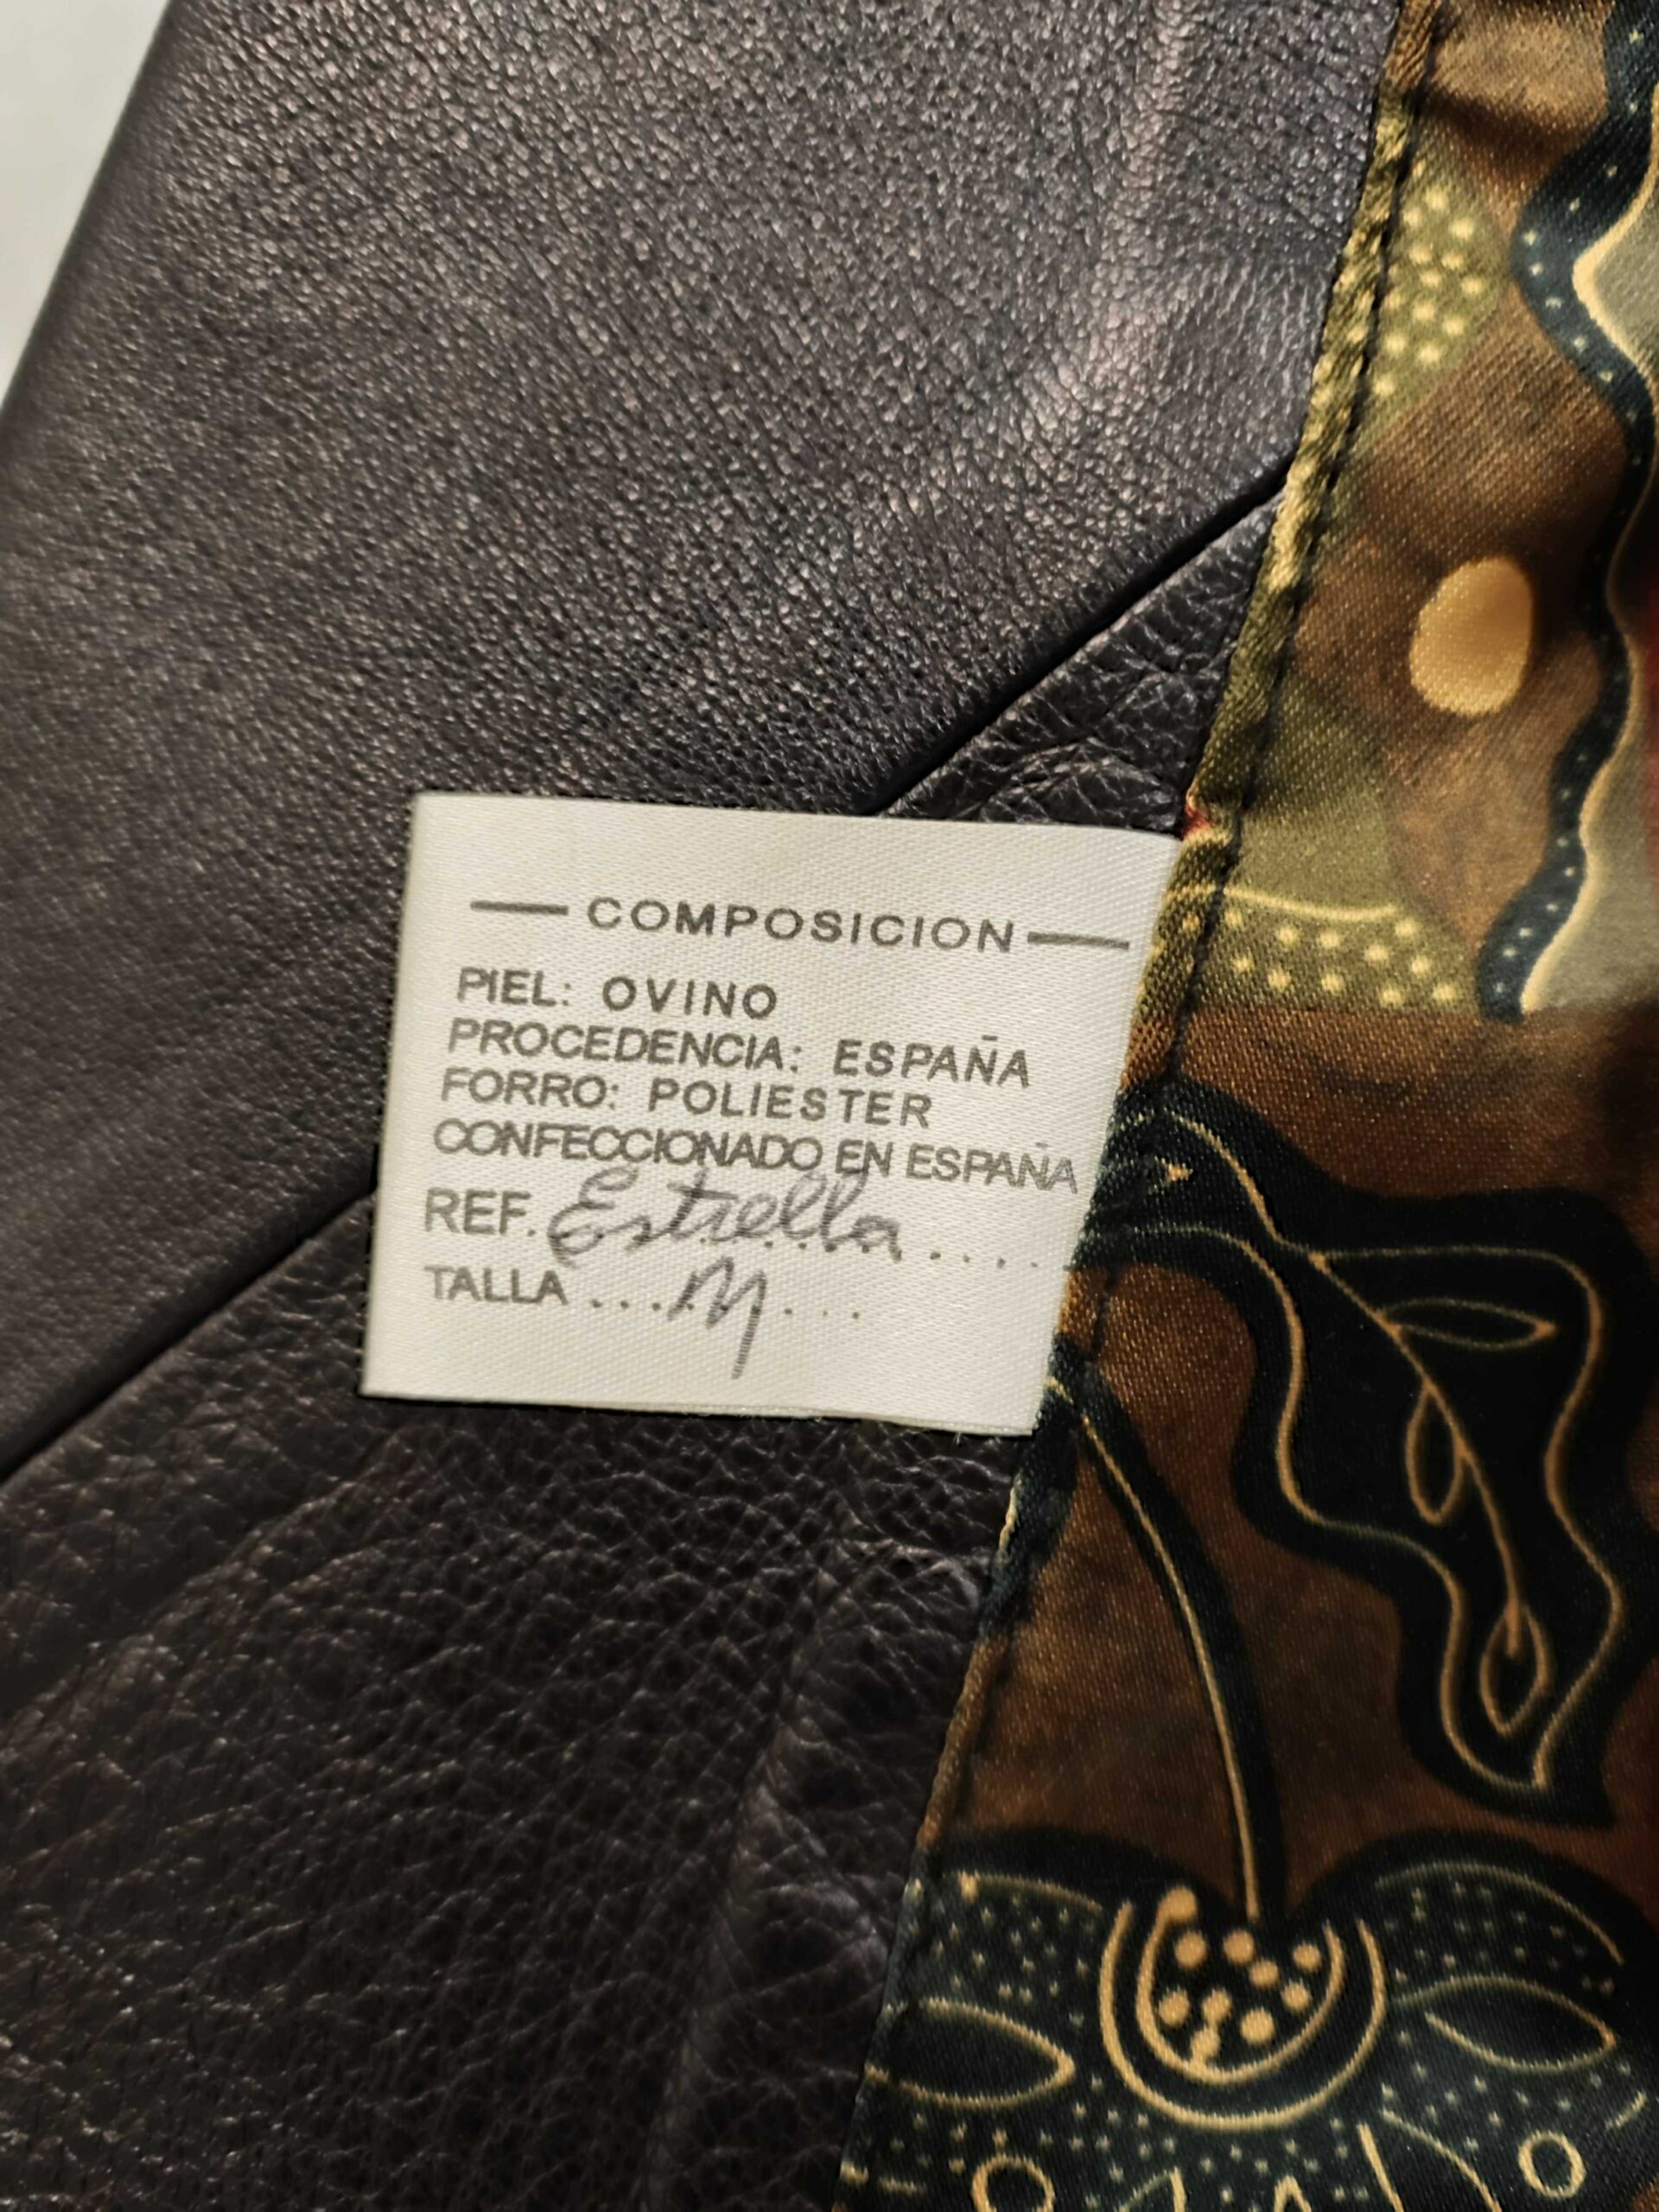 COMPOSICION
PIEL: OVINO
PROCEDENCIA: ESPAÑA
FORRO: POLIESTER
CONFECCIONADO EN ESPAÑA
REF. Estrella
TALLA M